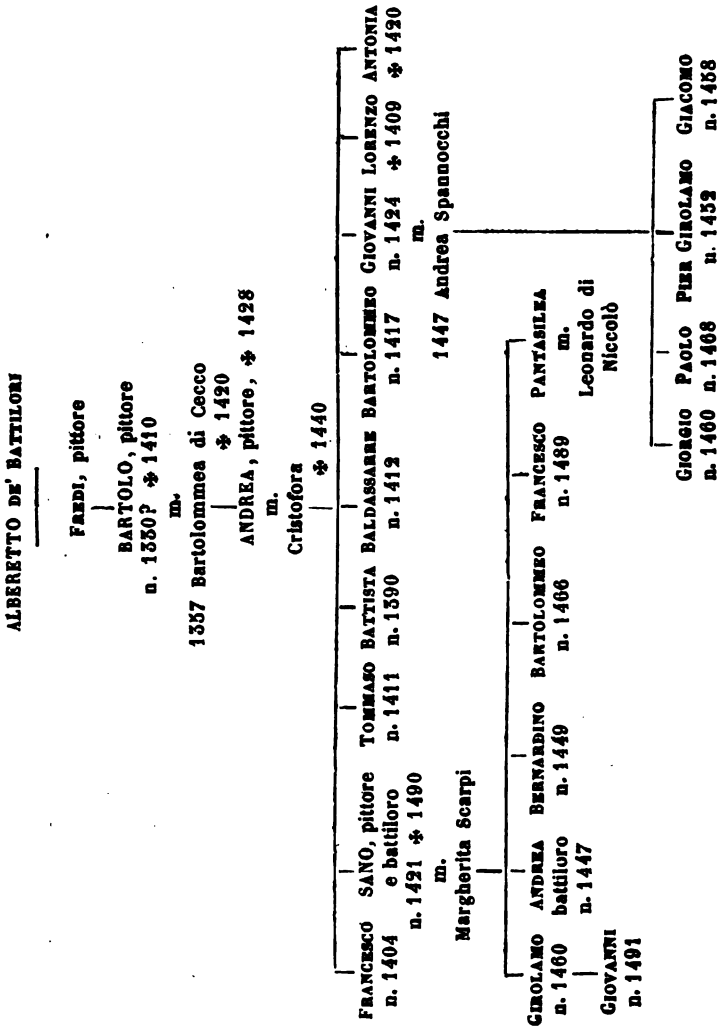 ALBERETTO DE' BATTILORI
FREDI, pittore
BARTOLO, pittore
n. 1330? ✠ 1410
m.
1357 Bartolommea di Cecco
✠ 1420
ANDREA, pittore, ✠ 1428
m.
Cristofora
✠ 1440
FRANCESCO SANO, pittore TOMMASO BATTISTA BALDASSARRE BARTOLOMMEO GIOVANNI LORENZO ANTONIA
n. 1404 e battiloro n. 1411 n. 1390 n. 1412 n. 1417 n. 1424 ✠ 1409 ✠ 1420
n. 1421 ✠ 1490 m.
m. 1447 Andrea Spannocchi
Margherita Scarpi
GIROLAMO ANDREA BERNARDINO BARTOLOMMEO FRANCESCO PANTASILEA
n. 1460 battiloro n. 1449 n. 1466 n. 1489 m.
n. 1447 Leonardo di
GIOVANNI Niccolò
n. 1491
GIORGIO PAOLO PIER GIROLAMO GIACOMO
n. 1460 n. 1468 n. 1452 n. 1458